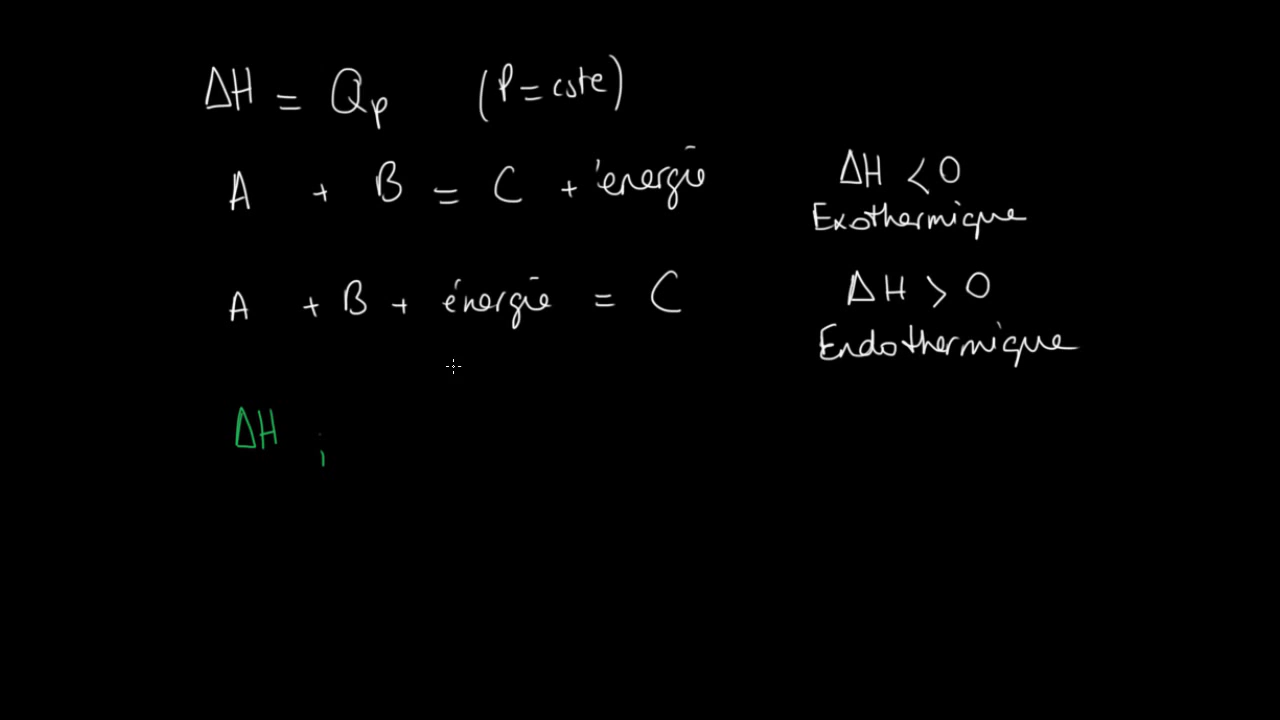 ΔH = Qp (P = cste)
A + B = C + énergie
ΔH < 0
Exothermique
A + B + énergie = C
ΔH > 0
Endothermique
ΔH i